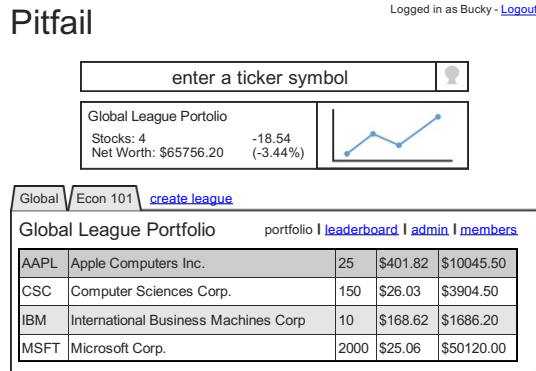 Pitfail
Logged in as Bucky - Logout
enter a ticker symbol
Global League Portolio
Stocks: 4 -18.54
Net Worth: $65756.20 (-3.44%)
Global Econ 101 create league
Global League Portfolio portfolio | leaderboard | admin | members
AAPL Apple Computers Inc. 25 $401.82 $10045.50
CSC Computer Sciences Corp. 150 $26.03 $3904.50
IBM International Business Machines Corp 10 $168.62 $1686.20
MSFT Microsoft Corp. 2000 $25.06 $50120.00